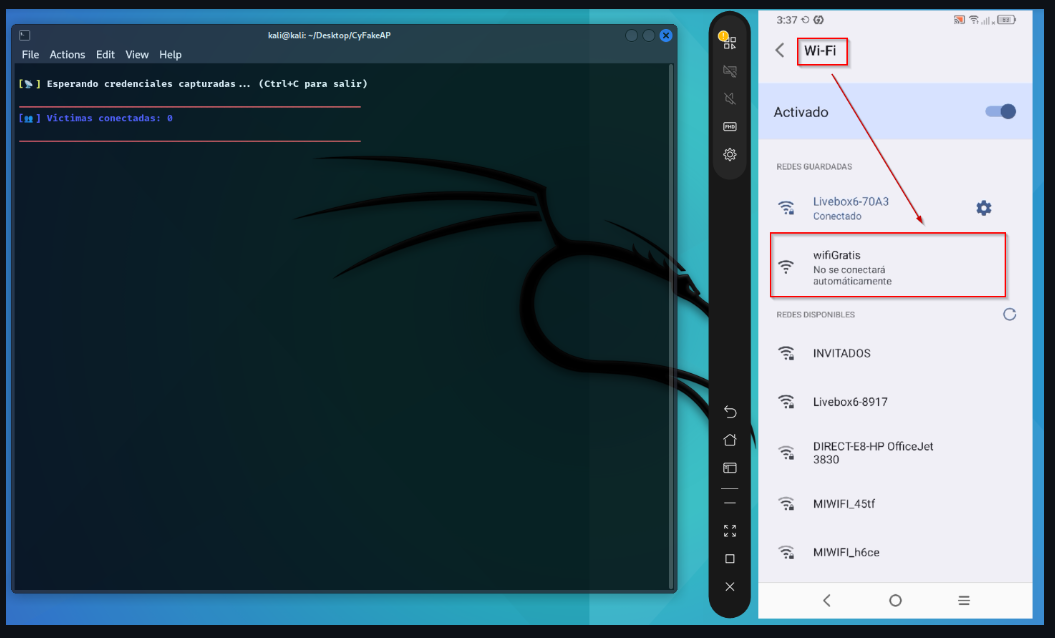 kali@kali: ~/Desktop/CyFakeAP
File Actions Edit View Help
[📡] Esperando credenciales capturadas... (Ctrl+C para salir)
[👥] Víctimas conectadas: 0
3:37
Wi-Fi
Activado
REDES GUARDADAS
Livebox6-70A3
Conectado
wifiGratis
No se conectará
automáticamente
REDES DISPONIBLES
INVITADOS
Livebox6-8917
DIRECT-E8-HP OfficeJet
3830
MIWIFI_45tf
MIWIFI_h6ce